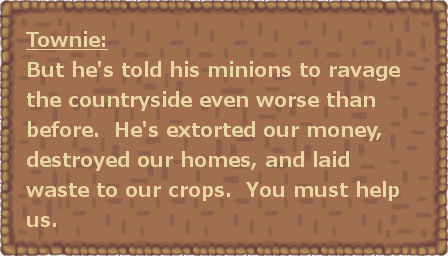 Townie:
But he's told his minions to ravage
the countryside even worse than
before.  He's extorted our money,
destroyed our homes, and laid
waste to our crops.  You must help
us.